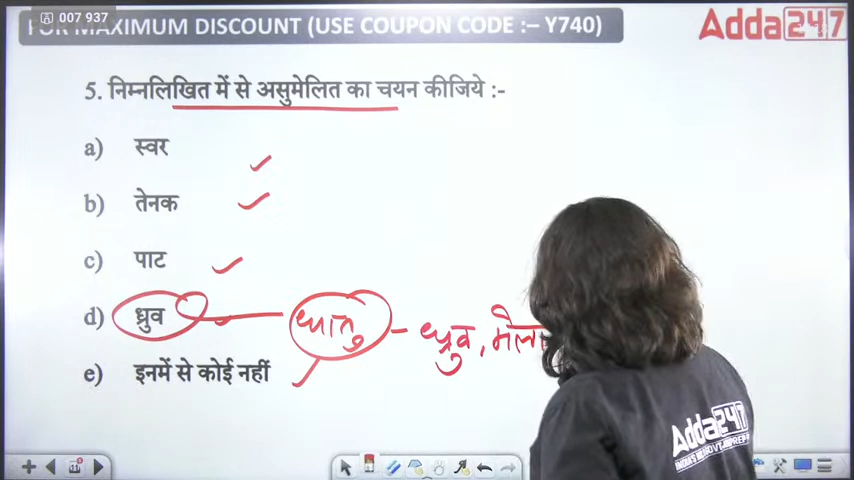 007 937
FOR MAXIMUM DISCOUNT (USE COUPON CODE :– Y740)
Adda247
5. निम्नलिखित में से असुमेलित का चयन कीजिये :-
a) स्वर
b) तेनक
c) पाट
d) ध्रुव
धातु – ध्रुव, मेला
e) इनमें से कोई नहीं
Adda247